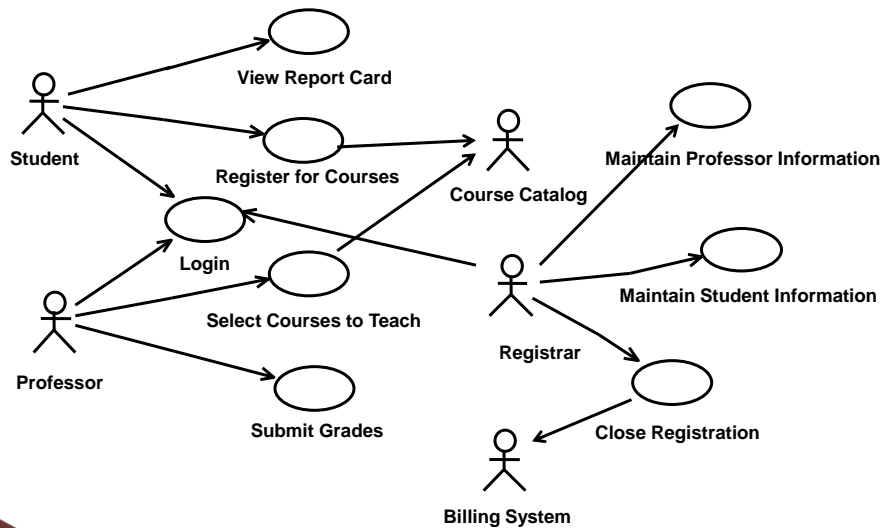 View Report Card
Student
Register for Courses
Course Catalog
Maintain Professor Information
Login
Select Courses to Teach
Maintain Student Information
Registrar
Professor
Submit Grades
Close Registration
Billing System